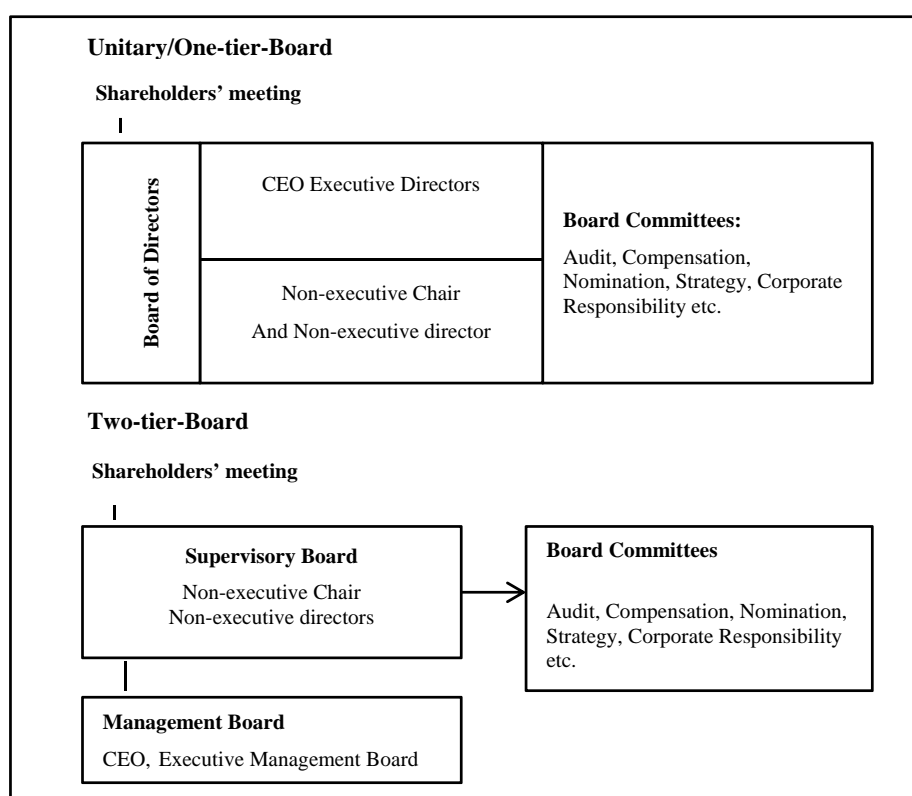 Unitary/One-tier-Board
Shareholders’ meeting
Board of Directors
CEO Executive Directors
Non-executive Chair
And Non-executive director
Board Committees:
Audit, Compensation,
Nomination, Strategy, Corporate
Responsibility etc.
Two-tier-Board
Shareholders’ meeting
Supervisory Board
Non-executive Chair
Non-executive directors
Board Committees
Audit, Compensation, Nomination,
Strategy, Corporate Responsibility
etc.
Management Board
CEO, Executive Management Board